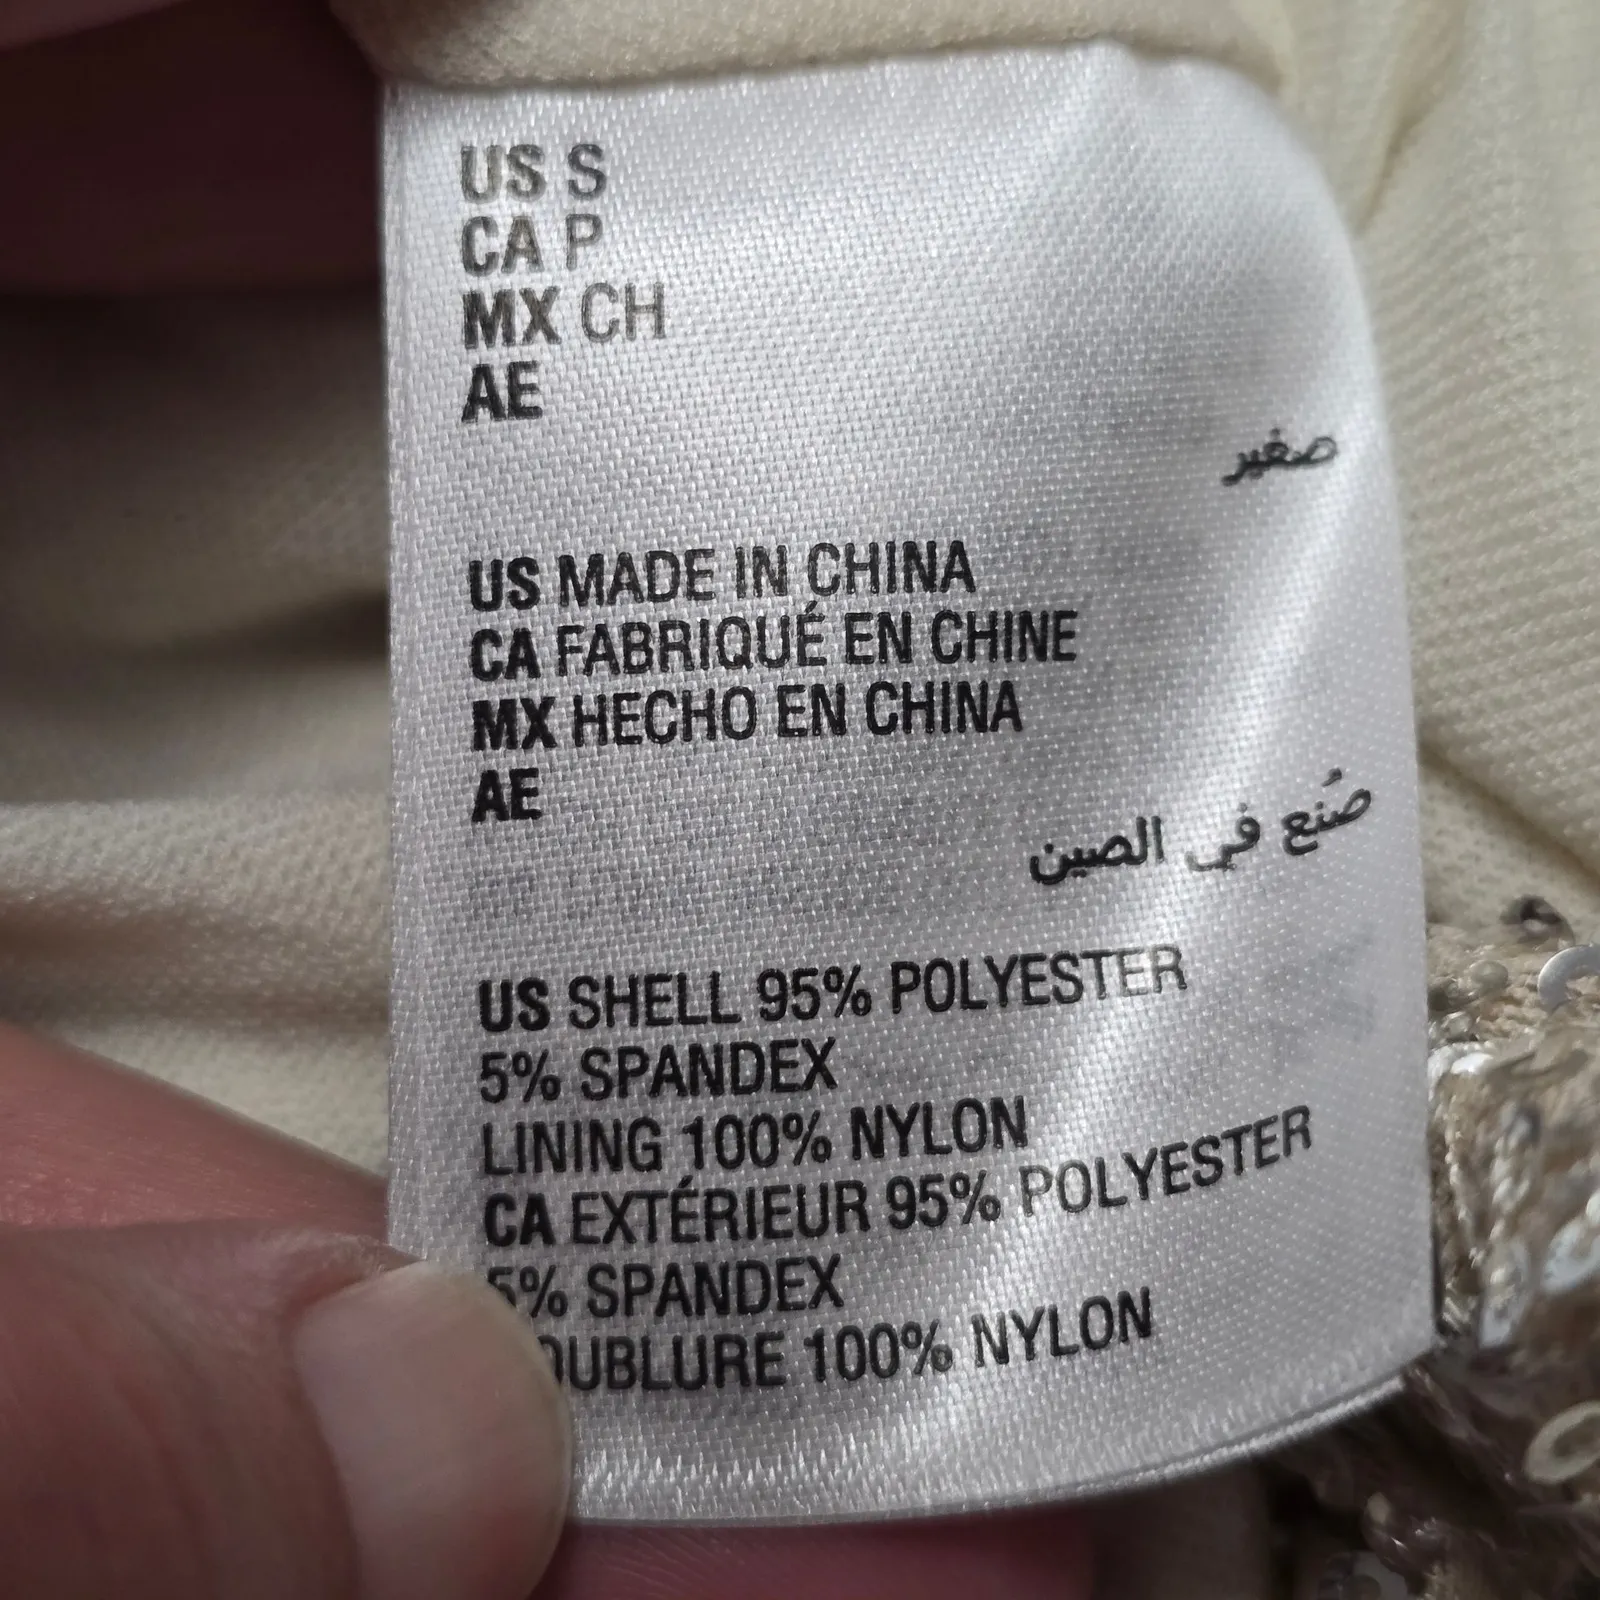 US S
CA P
MX CH
AE
صغير
US MADE IN CHINA
CA FABRIQUÉ EN CHINE
MX HECHO EN CHINA
AE
صُنع في الصين
US SHELL 95% POLYESTER
5% SPANDEX
LINING 100% NYLON
CA EXTÉRIEUR 95% POLYESTER
5% SPANDEX
100% NYLON